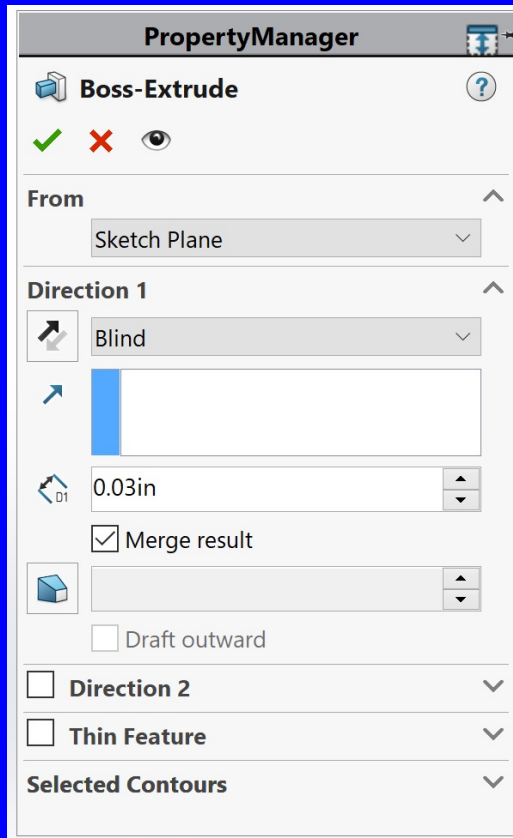 PropertyManager
Boss-Extrude
?
From
Sketch Plane
Direction 1
Blind
D1
0.03in
Merge result
Draft outward
Direction 2
Thin Feature
Selected Contours